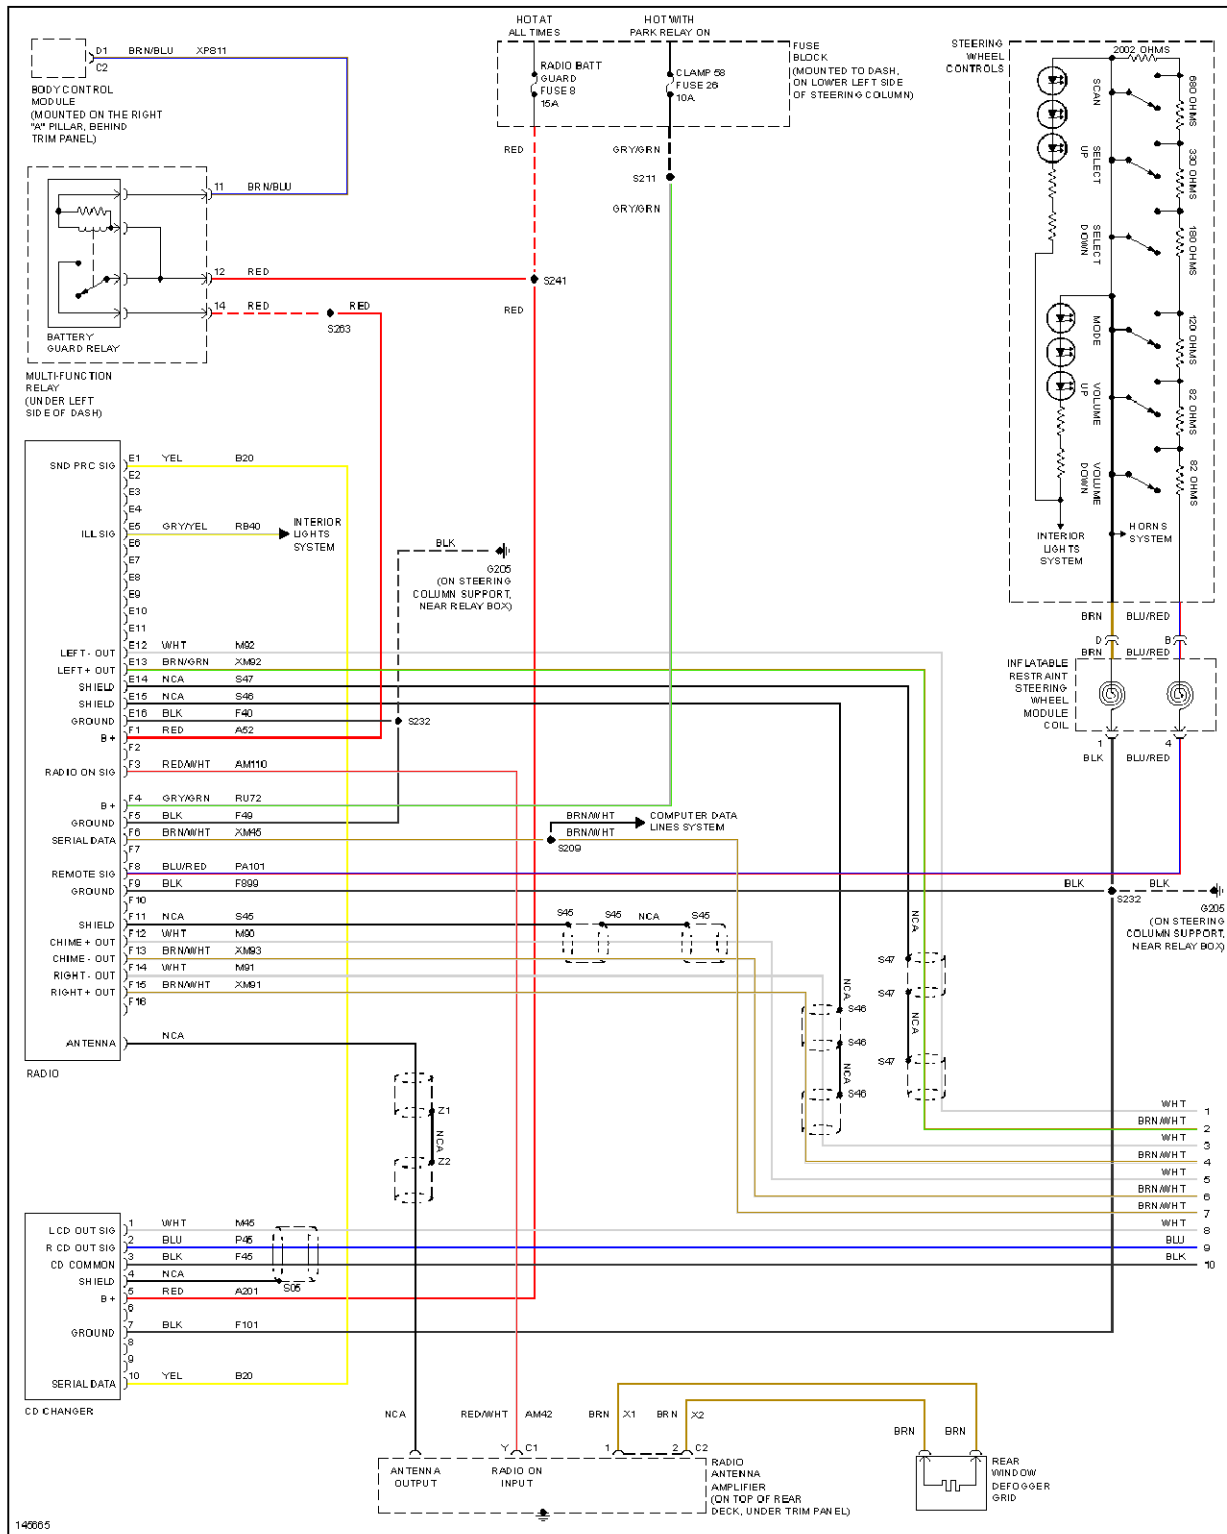 HOT AT
ALL TIMES
HOT WITH
PARK RELAY ON
D1
BRN/BLU
XP811
C2
BODY CONTROL
MODULE
(MOUNTED ON THE RIGHT
"A" PILLAR, BEHIND
TRIM PANEL)
RADIO BATT
GUARD
FUSE 8
15A
CLAMP 58
FUSE 26
10A
FUSE
BLOCK
(MOUNTED TO DASH,
ON LOWER LEFT SIDE
OF STEERING COLUMN)
STEERING
WHEEL
CONTROLS
2002 OHMS
SCAN
680 OHMS
SELECT
UP
330 OHMS
SELECT
DOWN
180 OHMS
MODE
120 OHMS
VOLUME
UP
82 OHMS
VOLUME
DOWN
82 OHMS
INTERIOR
LIGHTS
SYSTEM
HORNS
SYSTEM
RED
GRY/GRN
S211
GRY/GRN
11
BRN/BLU
12
RED
S241
RED
14
RED
RED
S263
BATTERY
GUARD RELAY
MULTI-FUNCTION
RELAY
(UNDER LEFT
SIDE OF DASH)
SND PRC SIG
E1
YEL
B20
E2
E3
E4
ILL SIG
E5
GRY/YEL
RB40
INTERIOR
LIGHTS
SYSTEM
E6
E7
E8
E9
E10
E11
BLK
G205
(ON STEERING
COLUMN SUPPORT,
NEAR RELAY BOX)
LEFT - OUT
E12
WHT
M92
LEFT + OUT
E13
BRN/GRN
XM92
SHIELD
E14
NCA
S47
SHIELD
E15
NCA
S46
GROUND
E16
BLK
F40
S232
B +
F1
RED
A52
F2
RADIO ON SIG
F3
RED/WHT
AM110
B +
F4
GRY/GRN
RU72
GROUND
F5
BLK
F49
SERIAL DATA
F6
BRN/WHT
XM45
F7
BRN/WHT
BRN/WHT
S209
COMPUTER DATA
LINES SYSTEM
REMOTE SIG
F8
BLU/RED
PA101
GROUND
F9
BLK
F899
F10
SHIELD
F11
NCA
S45
CHIME + OUT
F12
WHT
M90
CHIME - OUT
F13
BRN/WHT
XM93
RIGHT - OUT
F14
WHT
M91
RIGHT + OUT
F15
BRN/WHT
XM91
F16
ANTENNA
NCA
RADIO
BRN
BLU/RED
D
B
BRN
BLU/RED
INFLATABLE
RESTRAINT
STEERING
WHEEL
MODULE
COIL
1
4
BLK
BLU/RED
BLK
BLK
S232
G205
(ON STEERING
COLUMN SUPPORT,
NEAR RELAY BOX)
S45
S45
NCA
S45
NCA
S47
S47
NCA
S47
NCA
S46
S46
NCA
S46
Z1
NCA
Z2
WHT
1
BRN/WHT
2
WHT
3
BRN/WHT
4
WHT
5
BRN/WHT
6
BRN/WHT
7
WHT
8
BLU
9
BLK
10
L CD OUT SIG
1
WHT
M45
R CD OUT SIG
2
BLU
P45
CD COMMON
3
BLK
F45
SHIELD
4
NCA
S05
B +
5
RED
A201
6
GROUND
7
BLK
F101
8
9
SERIAL DATA
10
YEL
B20
CD CHANGER
NCA
RED/WHT
AM42
BRN
X1
BRN
X2
BRN
BRN
Y
C1
1
2
C2
ANTENNA
OUTPUT
RADIO ON
INPUT
RADIO
ANTENNA
AMPLIFIER
(ON TOP OF REAR
DECK, UNDER TRIM PANEL)
REAR
WINDOW
DEFOGGER
GRID
145665